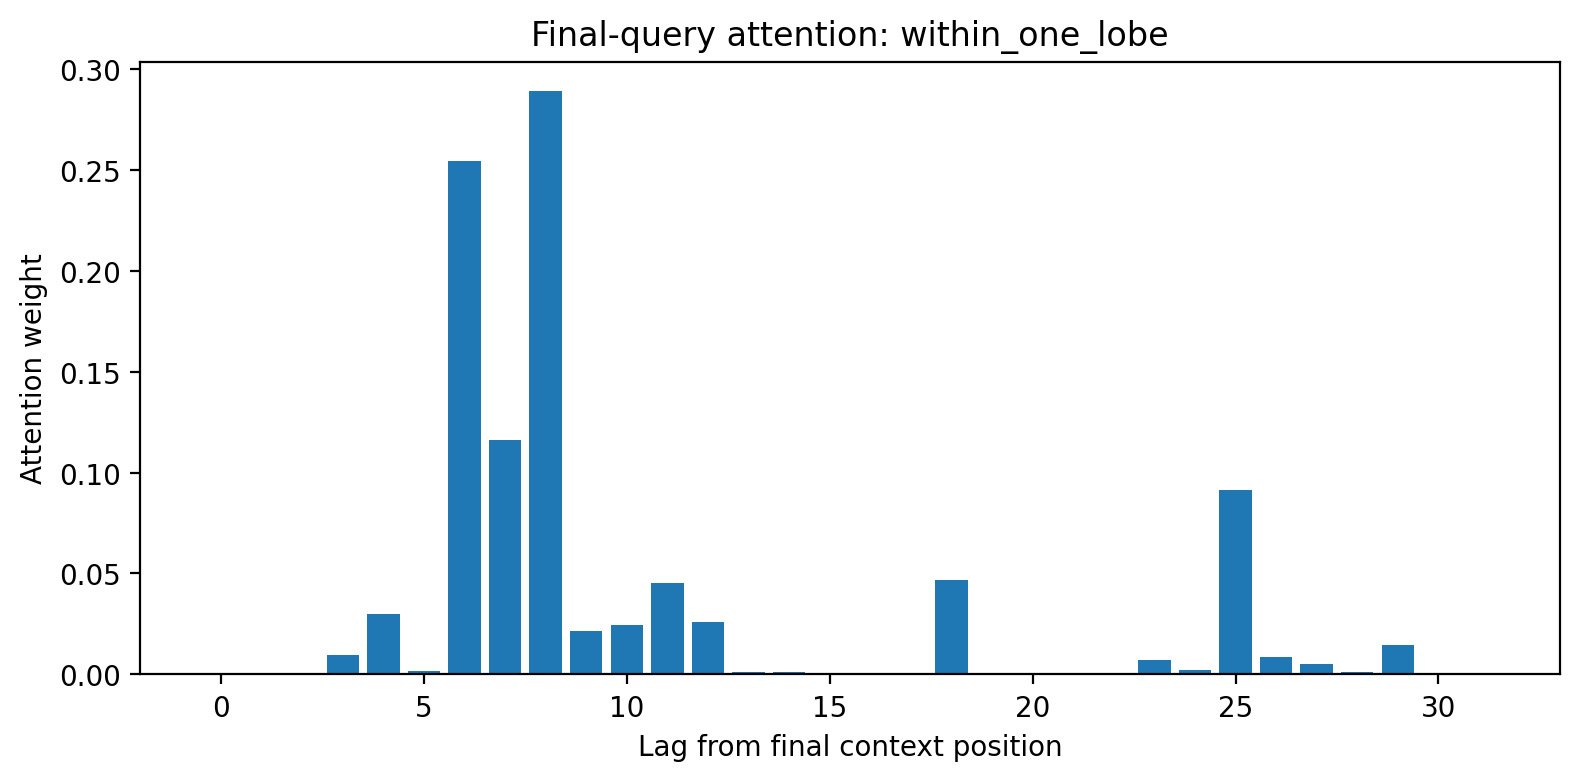 Final-query attention: within_one_lobe
0.30
0.25
0.20
0.15
0.10
0.05
0.00
Attention weight
0 5 10 15 20 25 30
Lag from final context position